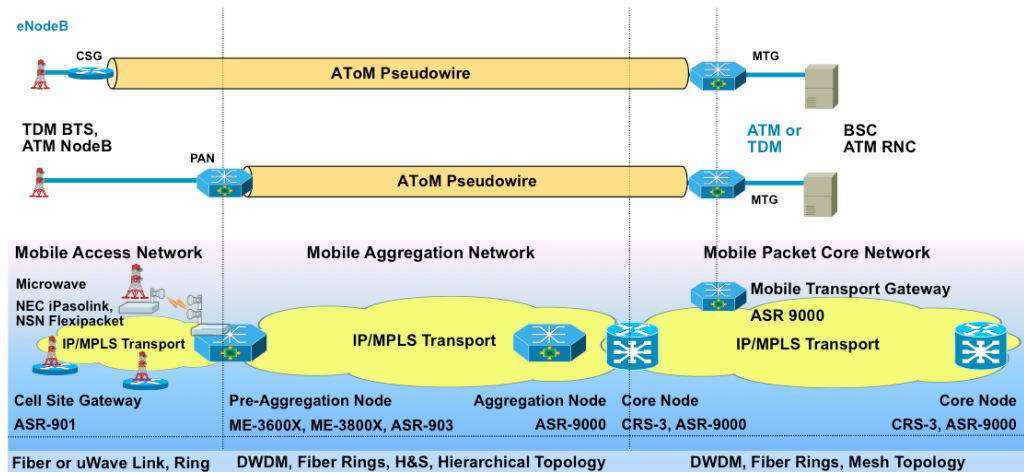 eNodeB
CSG
AToM Pseudowire
MTG
TDM BTS,
ATM NodeB
ATM or
TDM
BSC
ATM RNC
PAN
AToM Pseudowire
MTG
Mobile Access Network
Mobile Aggregation Network
Mobile Packet Core Network
Microwave
NEC iPasolink,
NSN Flexipacket
Mobile Transport Gateway
ASR 9000
IP/MPLS Transport
IP/MPLS Transport
IP/MPLS Transport
Cell Site Gateway
ASR-901
Pre-Aggregation Node
ME-3600X, ME-3800X, ASR-903
Aggregation Node
ASR-9000
Core Node
CRS-3, ASR-9000
Core Node
CRS-3, ASR-9000
Fiber or uWave Link, Ring
DWDM, Fiber Rings, H&S, Hierarchical Topology
DWDM, Fiber Rings, Mesh Topology